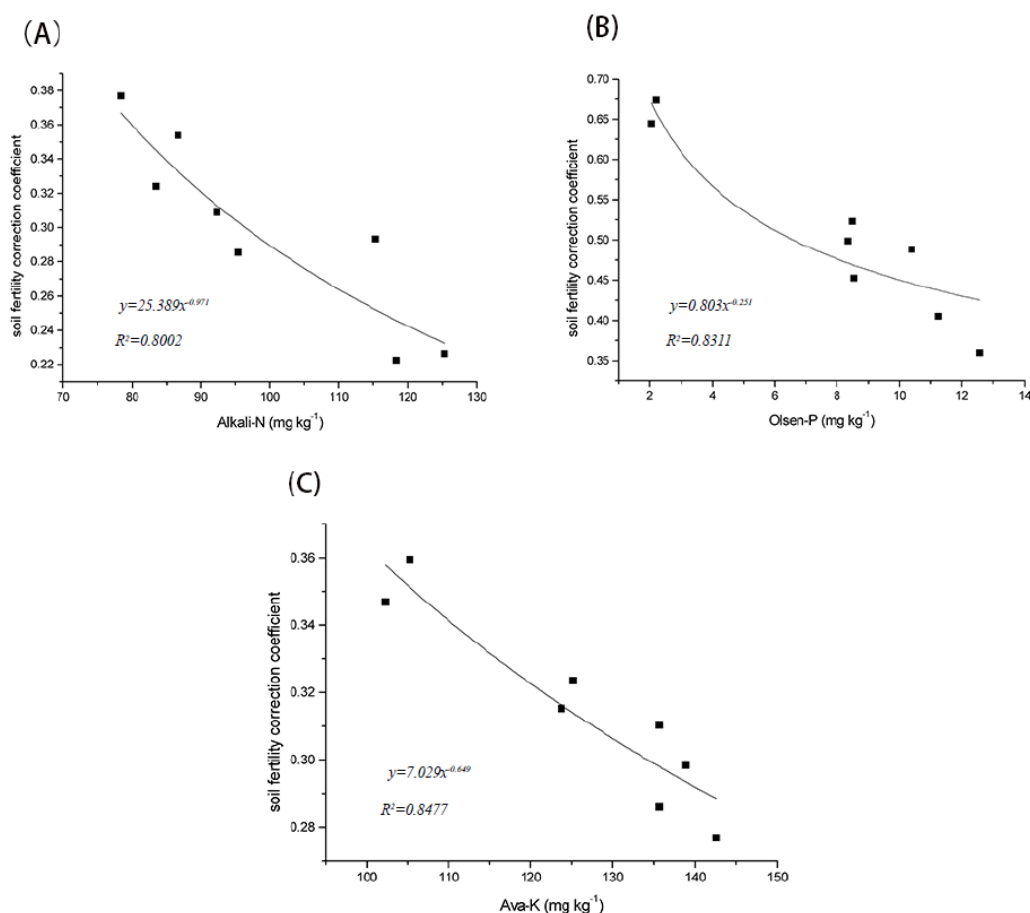 (A)
0.38
0.36
0.34
0.32
0.30
0.28
0.26
0.24
0.22
soil fertility correction coefficient
y=25.389x^-0.971
R²=0.8002
70 80 90 100 110 120 130
Alkali-N (mg kg⁻¹)
(B)
0.70
0.65
0.60
0.55
0.50
0.45
0.40
0.35
soil fertility correction coefficient
y=0.803x^-0.251
R²=0.8311
2 4 6 8 10 12 14
Olsen-P (mg kg⁻¹)
(C)
0.36
0.34
0.32
0.30
0.28
soil fertility correction coefficient
y=7.029x^-0.649
R²=0.8477
100 110 120 130 140 150
Ava-K (mg kg⁻¹)